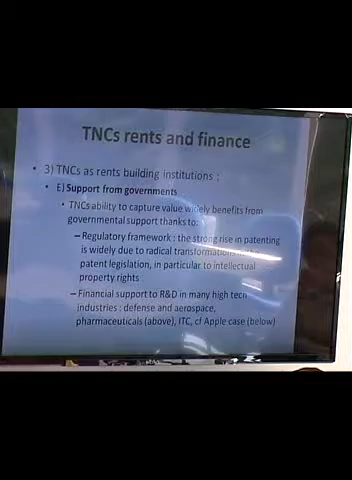 TNCs rents and finance
• 3) TNCs as rents building institutions :
• E) Support from governments
• TNCs ability to capture value widely benefits from
governmental support thanks to:
– Regulatory framework : the strong rise in patenting
is widely due to radical transformations
patent legislation, in particular to intellectual
property rights
– Financial support to R&D in many high tech
industries : defense and aerospace,
pharmaceuticals (above), ITC, cf Apple case (below)